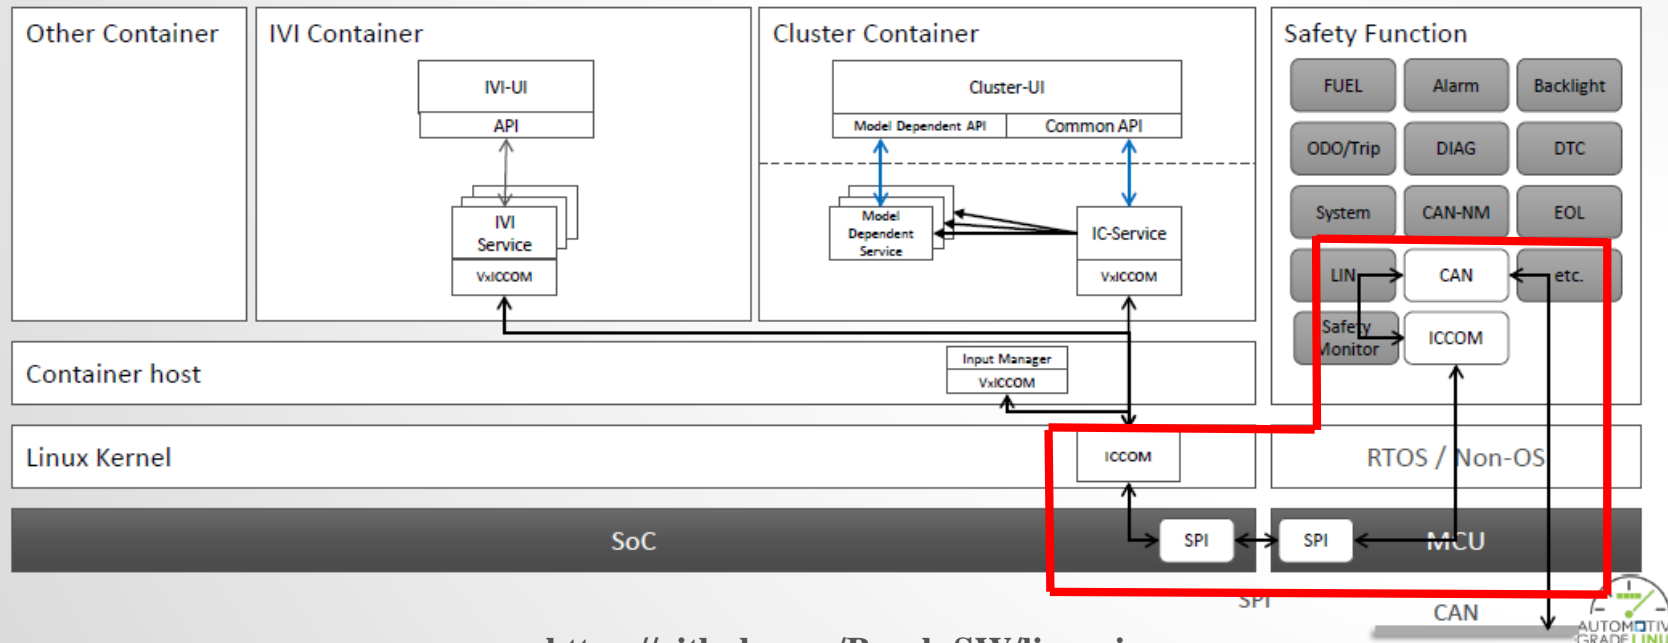 Other Container
IVI Container
Cluster Container
Safety Function
IVI-UI
API
Cluster-UI
Model Dependent API
Common API
FUEL
Alarm
Backlight
ODO/Trip
DIAG
DTC
System
CAN-NM
EOL
LIN
CAN
etc.
Safety
Monitor
ICCOM
IVI
Service
VxICCOM
Model
Dependent
Service
IC-Service
VxICCOM
Container host
Input Manager
VxICCOM
Linux Kernel
ICCOM
RTOS / Non-OS
SoC
SPI
SPI
MCU
SPI
CAN
AUTOMOTIV
GRADE LINU